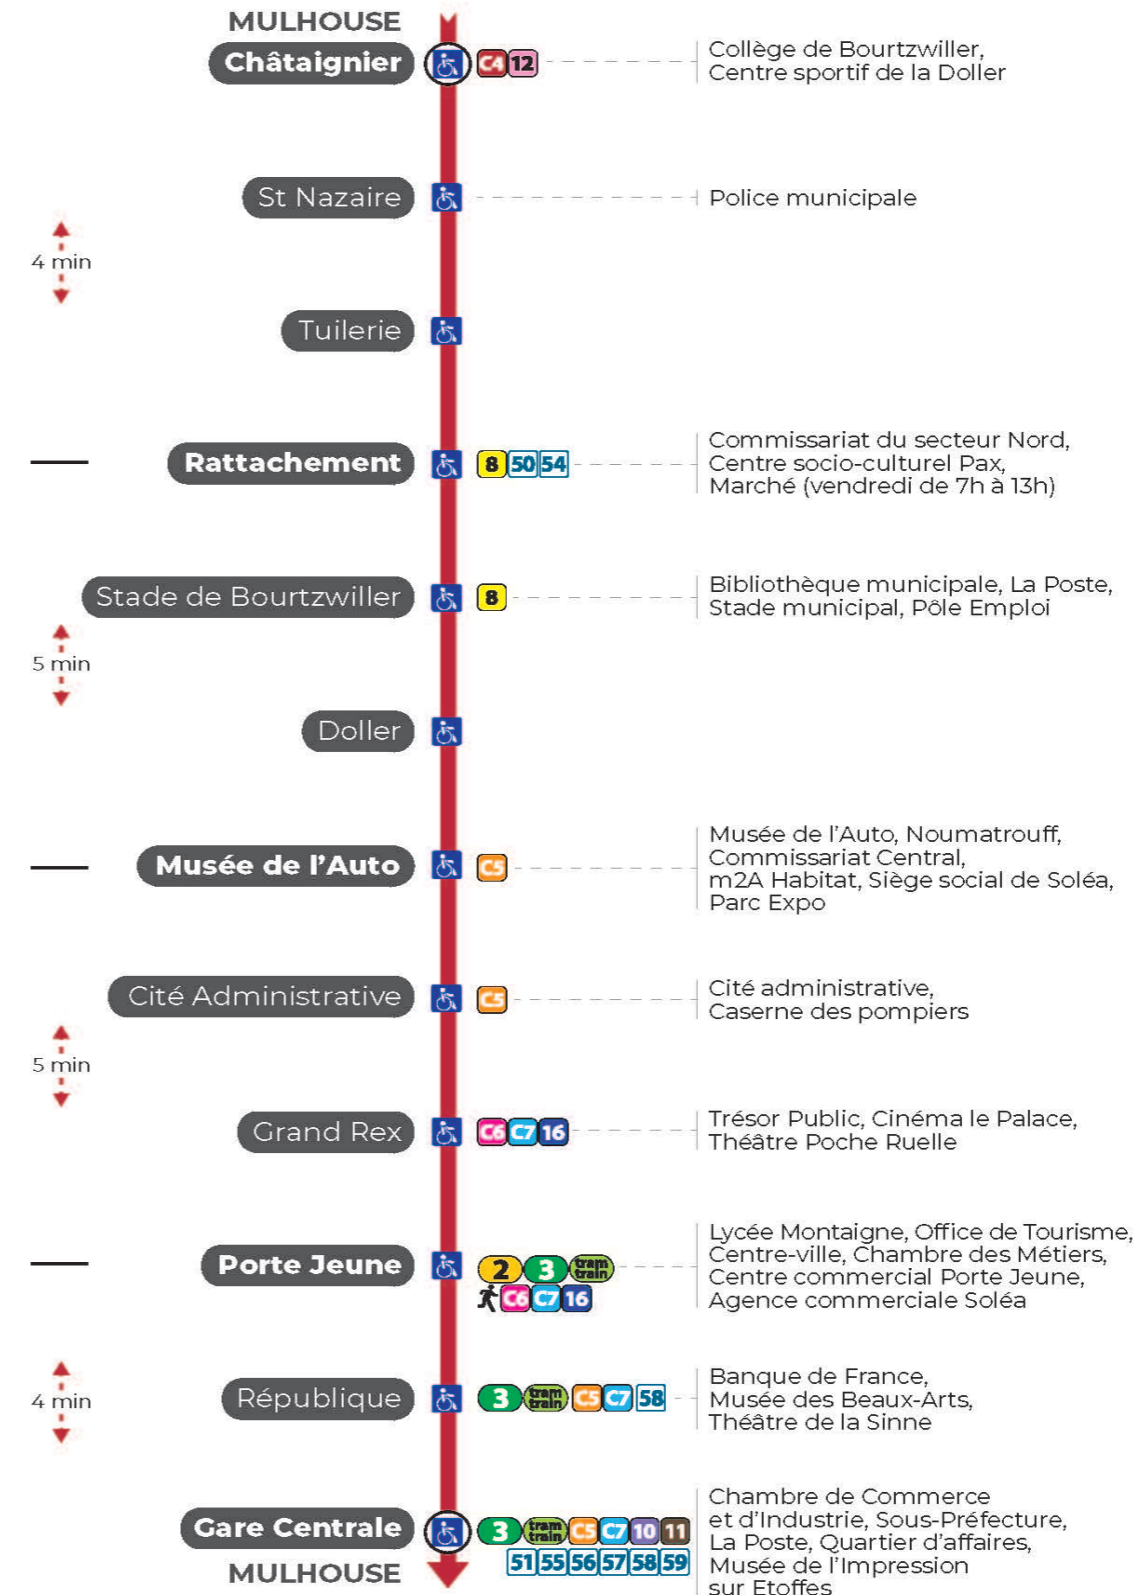 MULHOUSE
Châtaignier
C4 12
Collège de Bourtzwiller,
Centre sportif de la Doller
St Nazaire
Police municipale
4 min
Tuilerie
Rattachement
8 50 54
Commissariat du secteur Nord,
Centre socio-culturel Pax,
Marché (vendredi de 7h à 13h)
Stade de Bourtzwiller
8
Bibliothèque municipale, La Poste,
Stade municipal, Pôle Emploi
5 min
Doller
Musée de l'Auto
C5
Musée de l'Auto, Noumatrouff,
Commissariat Central,
m2A Habitat, Siège social de Soléa,
Parc Expo
Cité Administrative
C5
Cité administrative,
Caserne des pompiers
5 min
Grand Rex
C6 C7 16
Trésor Public, Cinéma le Palace,
Théâtre Poche Ruelle
Porte Jeune
2 3 tram train
C6 C7 16
Lycée Montaigne, Office de Tourisme,
Centre-ville, Chambre des Métiers,
Centre commercial Porte Jeune,
Agence commerciale Soléa
4 min
République
3 tram train C5 C7 58
Banque de France,
Musée des Beaux-Arts,
Théâtre de la Sinne
Gare Centrale
MULHOUSE
3 tram train C5 C7 10 11
51 55 56 57 58 59
Chambre de Commerce
et d'Industrie, Sous-Préfecture,
La Poste, Quartier d'affaires,
Musée de l'Impression
sur Etoffes